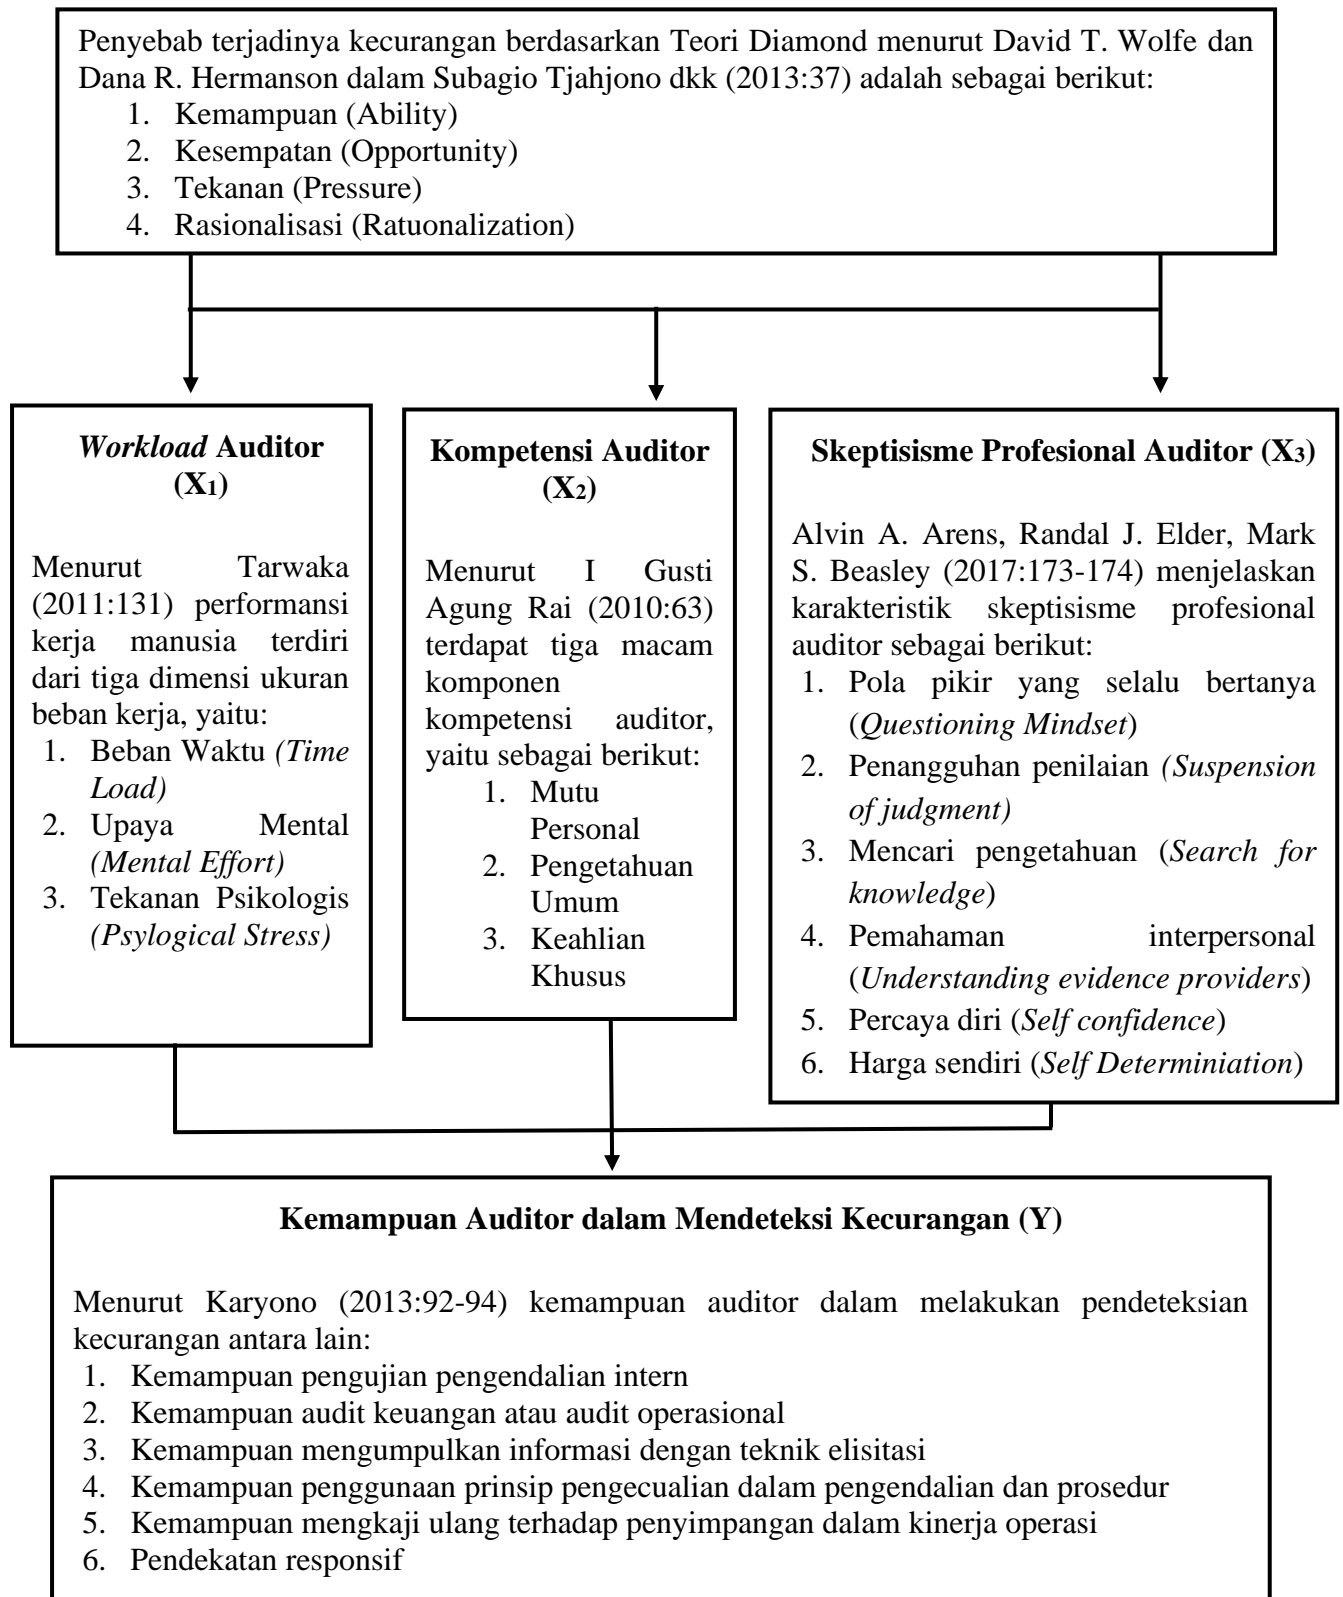 Penyebab terjadinya kecurangan berdasarkan Teori Diamond menurut David T. Wolfe dan
Dana R. Hermanson dalam Subagio Tjahjono dkk (2013:37) adalah sebagai berikut:
1. Kemampuan (Ability)
2. Kesempatan (Opportunity)
3. Tekanan (Pressure)
4. Rasionalisasi (Ratuonalization)
Workload Auditor
(X1)
Menurut Tarwaka
(2011:131) performansi
kerja manusia terdiri
dari tiga dimensi ukuran
beban kerja, yaitu:
1. Beban Waktu (Time
Load)
2. Upaya Mental
(Mental Effort)
3. Tekanan Psikologis
(Psylogical Stress)
Kompetensi Auditor
(X2)
Menurut I Gusti
Agung Rai (2010:63)
terdapat tiga macam
komponen
kompetensi auditor,
yaitu sebagai berikut:
1. Mutu
Personal
2. Pengetahuan
Umum
3. Keahlian
Khusus
Skeptisisme Profesional Auditor (X3)
Alvin A. Arens, Randal J. Elder, Mark
S. Beasley (2017:173-174) menjelaskan
karakteristik skeptisisme profesional
auditor sebagai berikut:
1. Pola pikir yang selalu bertanya
(Questioning Mindset)
2. Penangguhan penilaian (Suspension
of judgment)
3. Mencari pengetahuan (Search for
knowledge)
4. Pemahaman interpersonal
(Understanding evidence providers)
5. Percaya diri (Self confidence)
6. Harga sendiri (Self Determiniation)
Kemampuan Auditor dalam Mendeteksi Kecurangan (Y)
Menurut Karyono (2013:92-94) kemampuan auditor dalam melakukan pendeteksian
kecurangan antara lain:
1. Kemampuan pengujian pengendalian intern
2. Kemampuan audit keuangan atau audit operasional
3. Kemampuan mengumpulkan informasi dengan teknik elisitasi
4. Kemampuan penggunaan prinsip pengecualian dalam pengendalian dan prosedur
5. Kemampuan mengkaji ulang terhadap penyimpangan dalam kinerja operasi
6. Pendekatan responsif